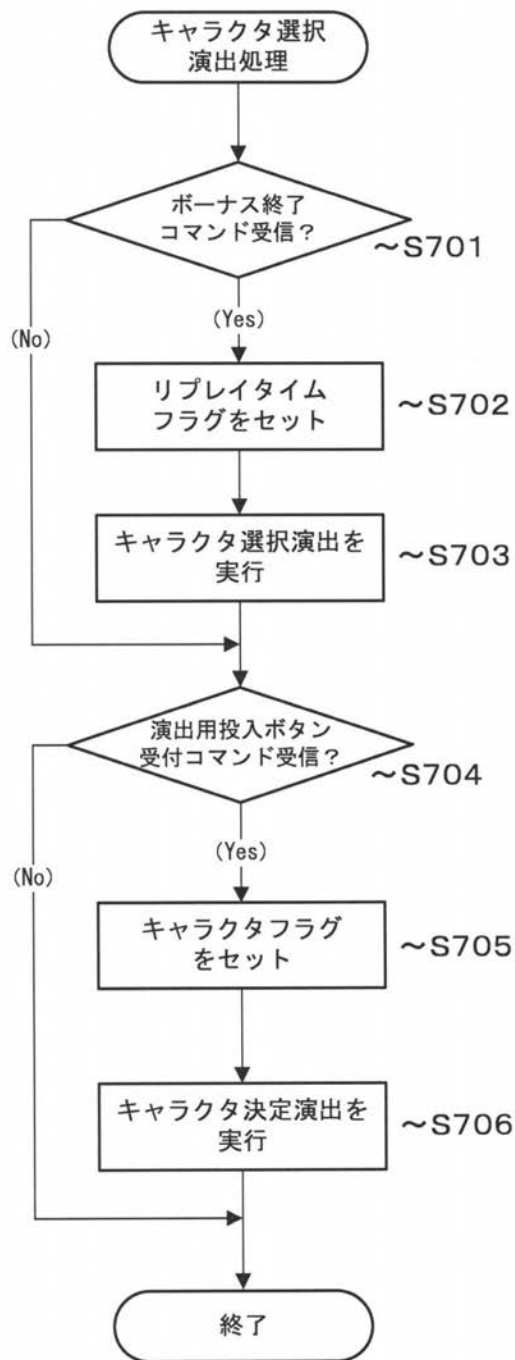 キャラクタ選択
演出処理
ボーナス終了
コマンド受信？
～S701
(No)
(Yes)
リプレイタイム
フラグをセット
～S702
キャラクタ選択演出を
実行
～S703
演出用投入ボタン
受付コマンド受信？
～S704
(No)
(Yes)
キャラクタフラグ
をセット
～S705
キャラクタ決定演出を
実行
～S706
終了